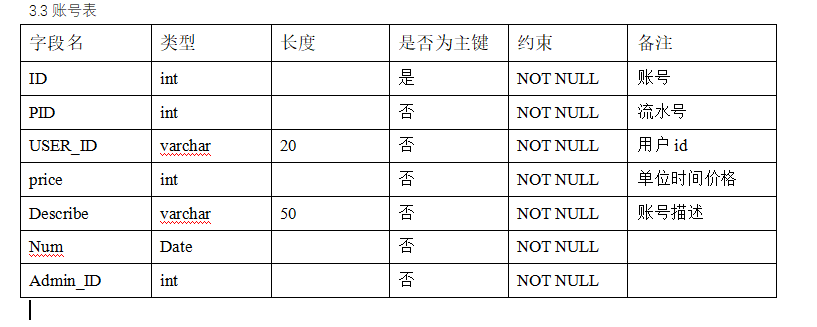 3.3 账号表
字段名 类型 长度 是否为主键 约束 备注
ID int 是 NOT NULL 账号
PID int 否 NOT NULL 流水号
USER_ID varchar 20 否 NOT NULL 用户 id
price int 否 NOT NULL 单位时间价格
Describe varchar 50 否 NOT NULL 账号描述
Num Date 否 NOT NULL
Admin_ID int 否 NOT NULL